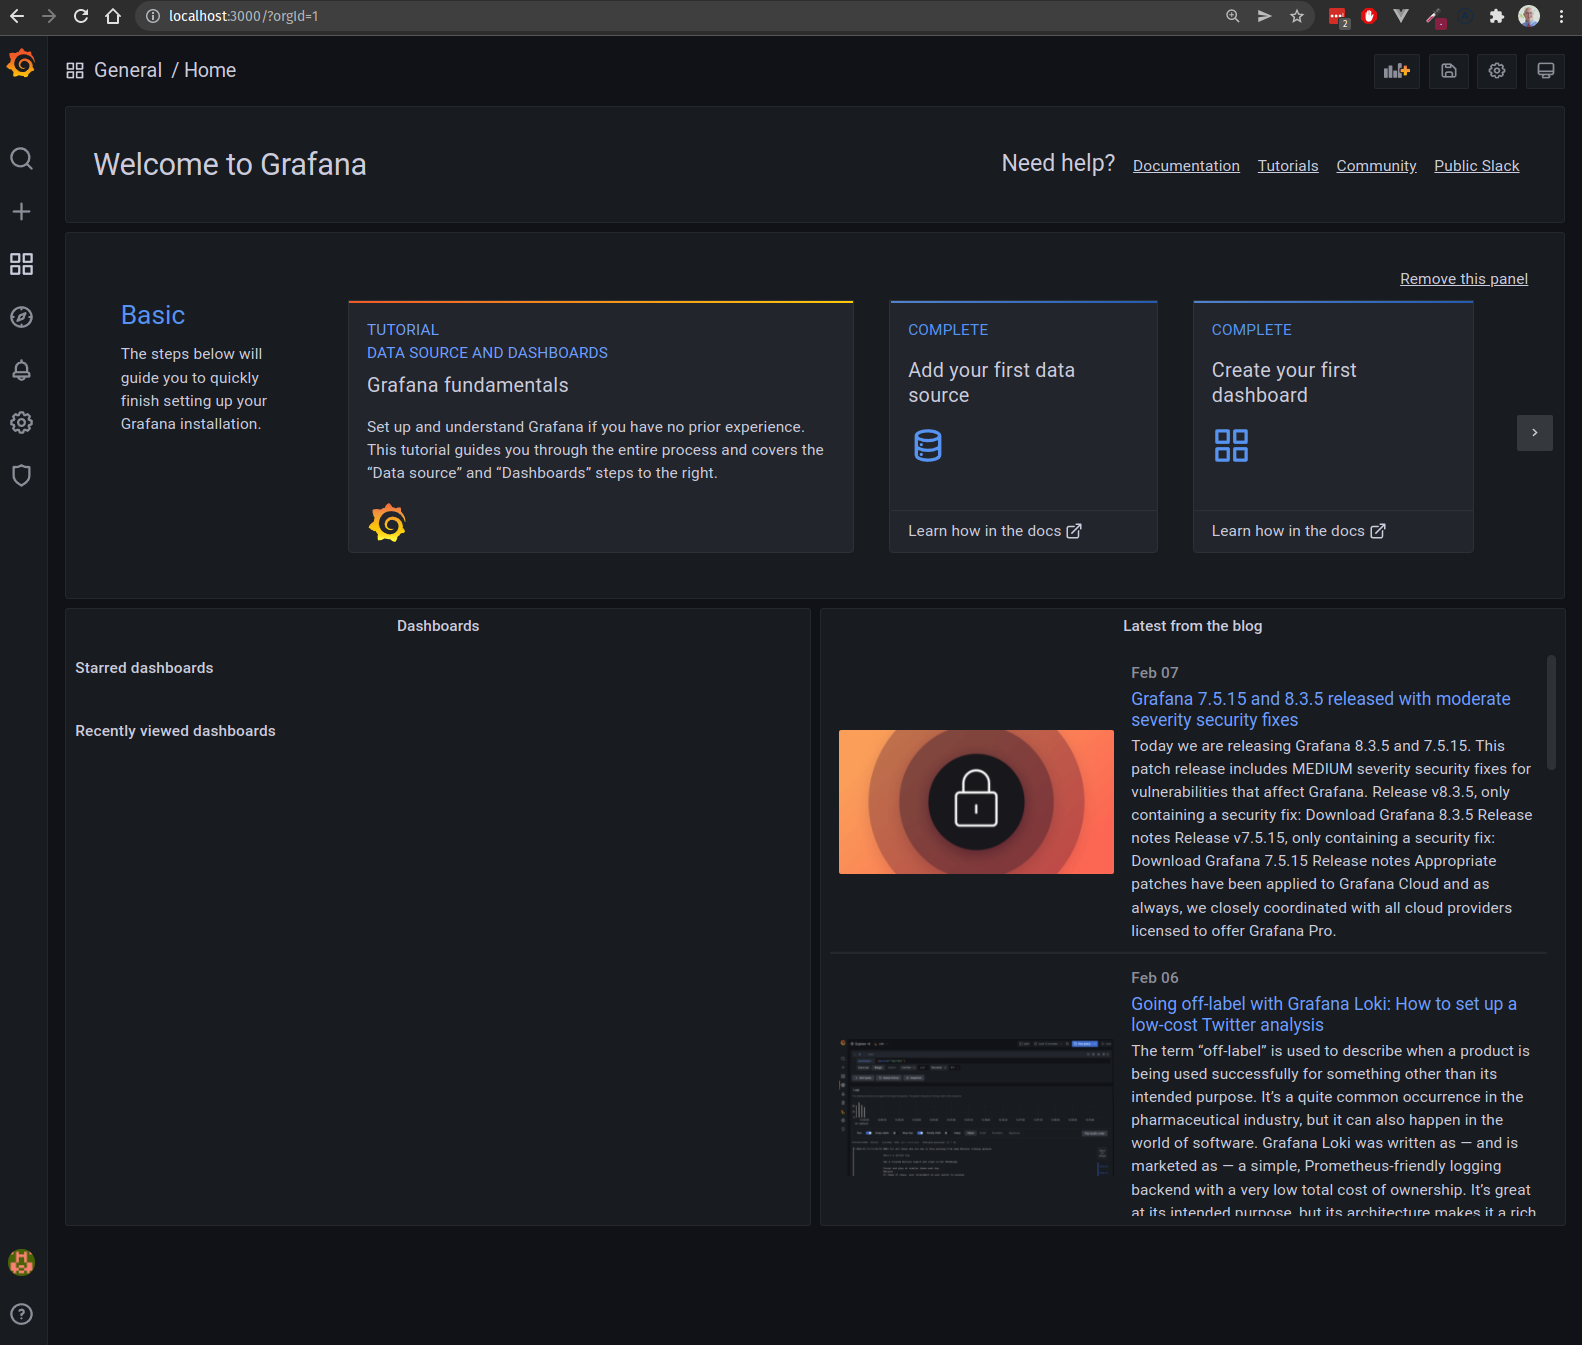 localhost:3000/?orgId=1
2
General / Home
Welcome to Grafana
Need help? Documentation Tutorials Community Public Slack
Remove this panel
Basic
The steps below will
guide you to quickly
finish setting up your
Grafana installation.
TUTORIAL
DATA SOURCE AND DASHBOARDS
Grafana fundamentals
Set up and understand Grafana if you have no prior experience.
This tutorial guides you through the entire process and covers the
“Data source” and “Dashboards” steps to the right.
COMPLETE
Add your first data
source
Learn how in the docs
COMPLETE
Create your first
dashboard
Learn how in the docs
Dashboards
Starred dashboards
Recently viewed dashboards
Latest from the blog
Feb 07
Grafana 7.5.15 and 8.3.5 released with moderate
severity security fixes
Today we are releasing Grafana 8.3.5 and 7.5.15. This
patch release includes MEDIUM severity security fixes for
vulnerabilities that affect Grafana. Release v8.3.5, only
containing a security fix: Download Grafana 8.3.5 Release
notes Release v7.5.15, only containing a security fix:
Download Grafana 7.5.15 Release notes Appropriate
patches have been applied to Grafana Cloud and as
always, we closely coordinated with all cloud providers
licensed to offer Grafana Pro.
Feb 06
Going off-label with Grafana Loki: How to set up a
low-cost Twitter analysis
The term “off-label” is used to describe when a product is
being used successfully for something other than its
intended purpose. It’s a quite common occurrence in the
pharmaceutical industry, but it can also happen in the
world of software. Grafana Loki was written as — and is
marketed as — a simple, Prometheus-friendly logging
backend with a very low total cost of ownership. It’s great
at its intended purpose, but its architecture makes it a rich